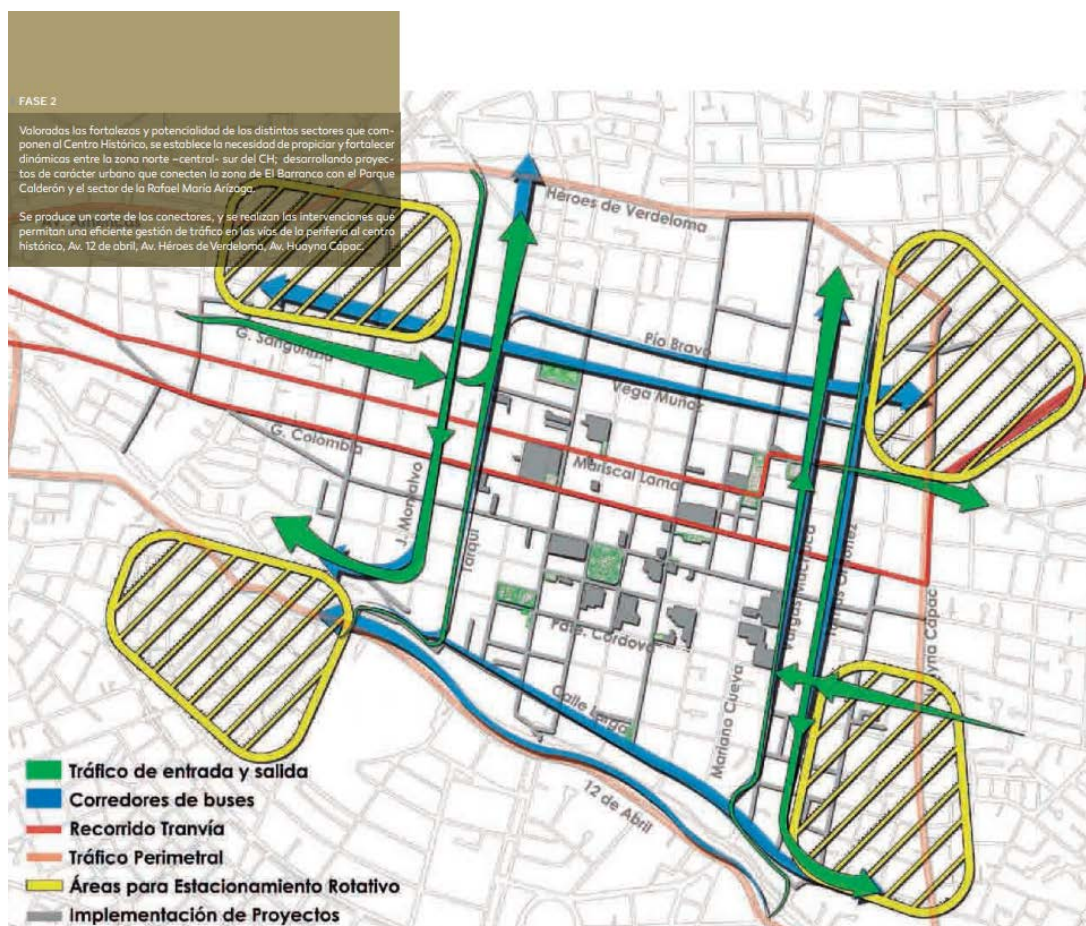 FASE 2
Valoradas las fortalezas y potencialidad de los distintos sectores que com-
ponen al Centro Histórico, se establece la necesidad de propiciar y fortalecer
dinámicas entre la zona norte –central- sur del CH; desarrollando proyec-
tos de carácter urbano que conecten la zona de El Barranco con el Parque
Calderón y el sector de la Rafael María Arízaga.
Se produce un corte de los conectores, y se realizan las intervenciones que
permitan una eficiente gestión de tráfico en las vías de la periferia al centro
histórico, Av. 12 de abril, Av. Héroes de Verdeloma, Av. Huayna Cápac.
Héroes de Verdeloma
Pío Bravo
G. Sangurima
Vega Muñoz
G. Colombia
Mariscal Lama
J. Montalvo
Tarqui
Vargas Machuca
Pdte. Córdova
Calle Larga
Mariano Cueva
12 de Abril
Tráfico de entrada y salida
Corredores de buses
Recorrido Tranvía
Tráfico Perimetral
Áreas para Estacionamiento Rotativo
Implementación de Proyectos